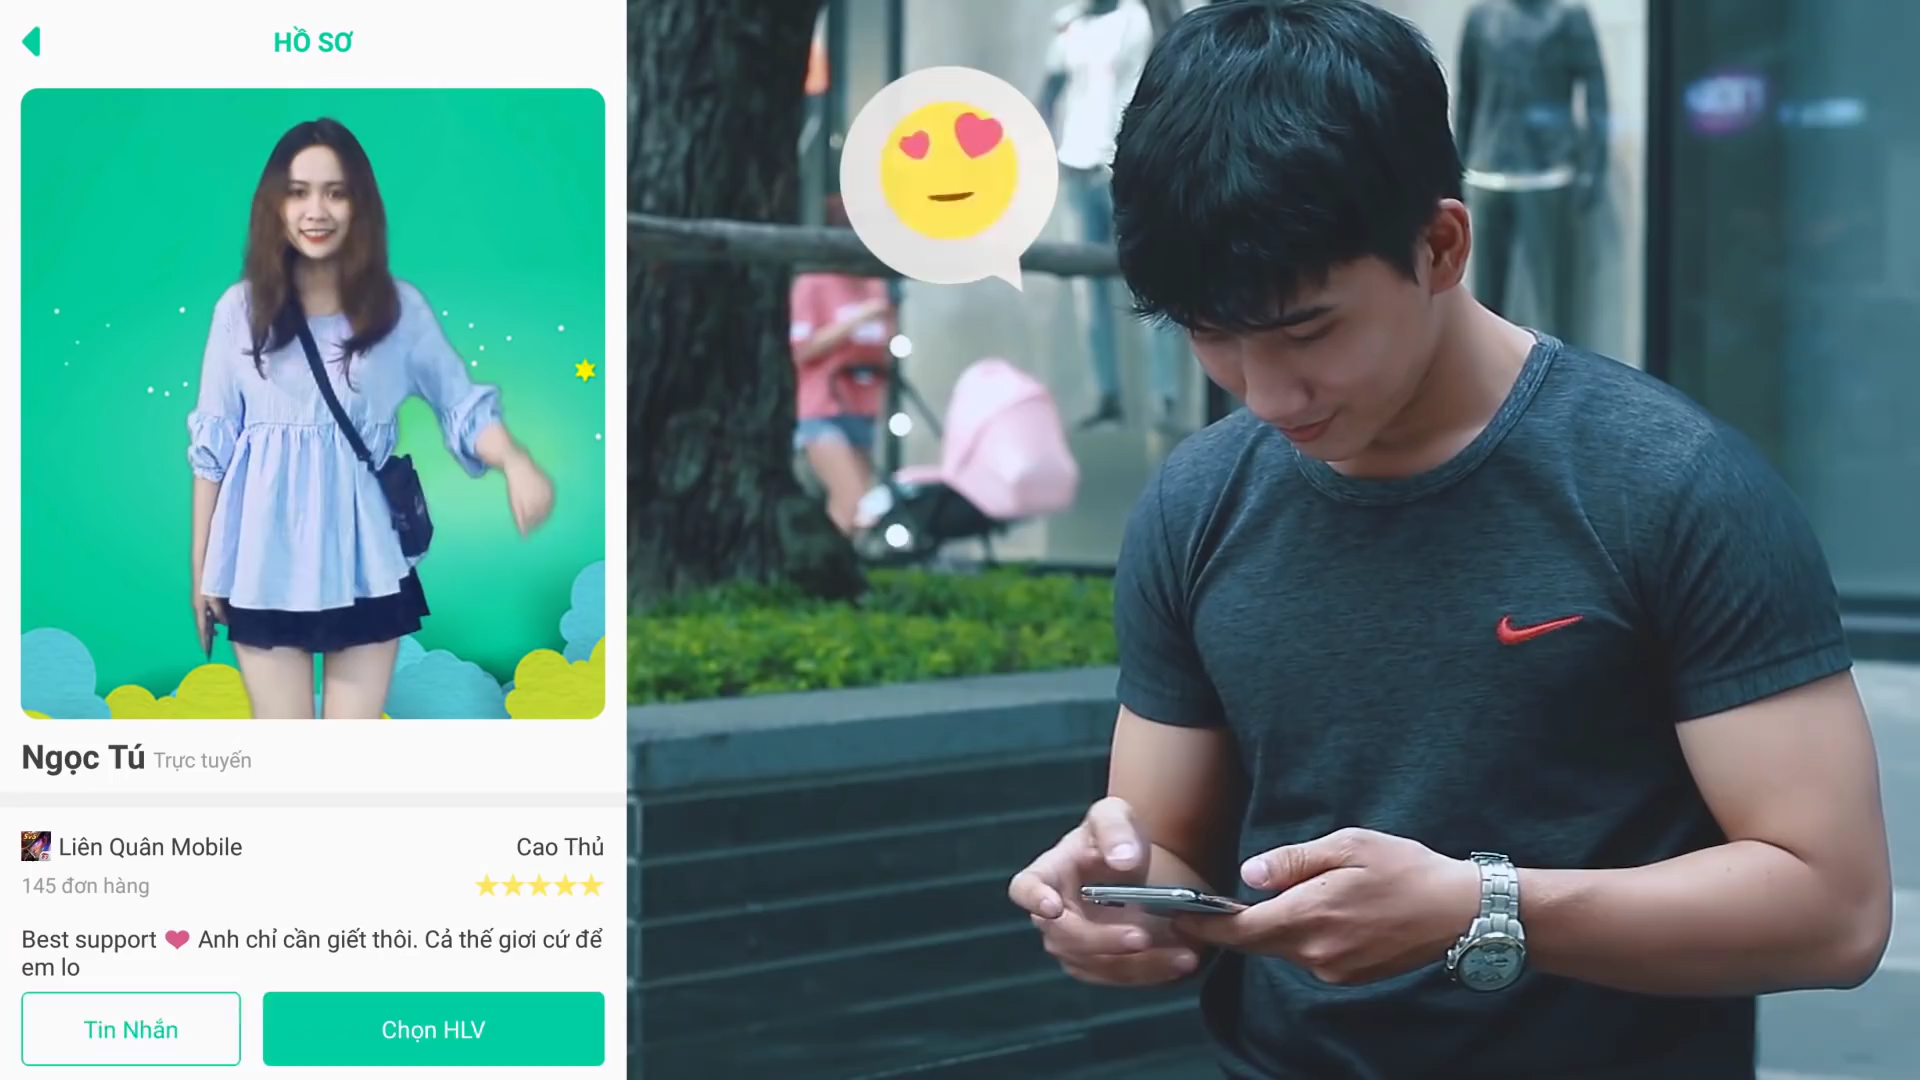 HỒ SƠ
Ngọc Tú Trực tuyến
Liên Quân Mobile
Cao Thủ
145 đơn hàng
Best support ❤ Anh chỉ cần giết thôi. Cả thế giơi cứ để
em lo
Tin Nhắn
Chọn HLV